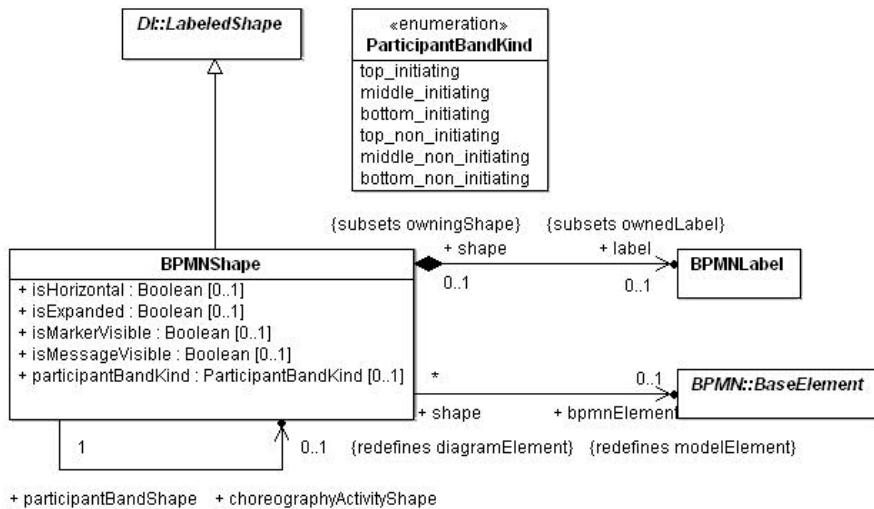 DI::LabeledShape
«enumeration»
ParticipantBandKind
top_initiating
middle_initiating
bottom_initiating
top_non_initiating
middle_non_initiating
bottom_non_initiating
{subsets owningShape} {subsets ownedLabel}
+ shape + label
0..1 0..1
BPMNShape
+ isHorizontal : Boolean [0..1]
+ isExpanded : Boolean [0..1]
+ isMarkerVisible : Boolean [0..1]
+ isMessageVisible : Boolean [0..1]
+ participantBandKind : ParticipantBandKind [0..1]
BPMNLabel
* 0..1
BPMN::BaseElement
+ shape + bpmnElement
1 0..1 {redefines diagramElement} {redefines modelElement}
+ participantBandShape + choreographyActivityShape